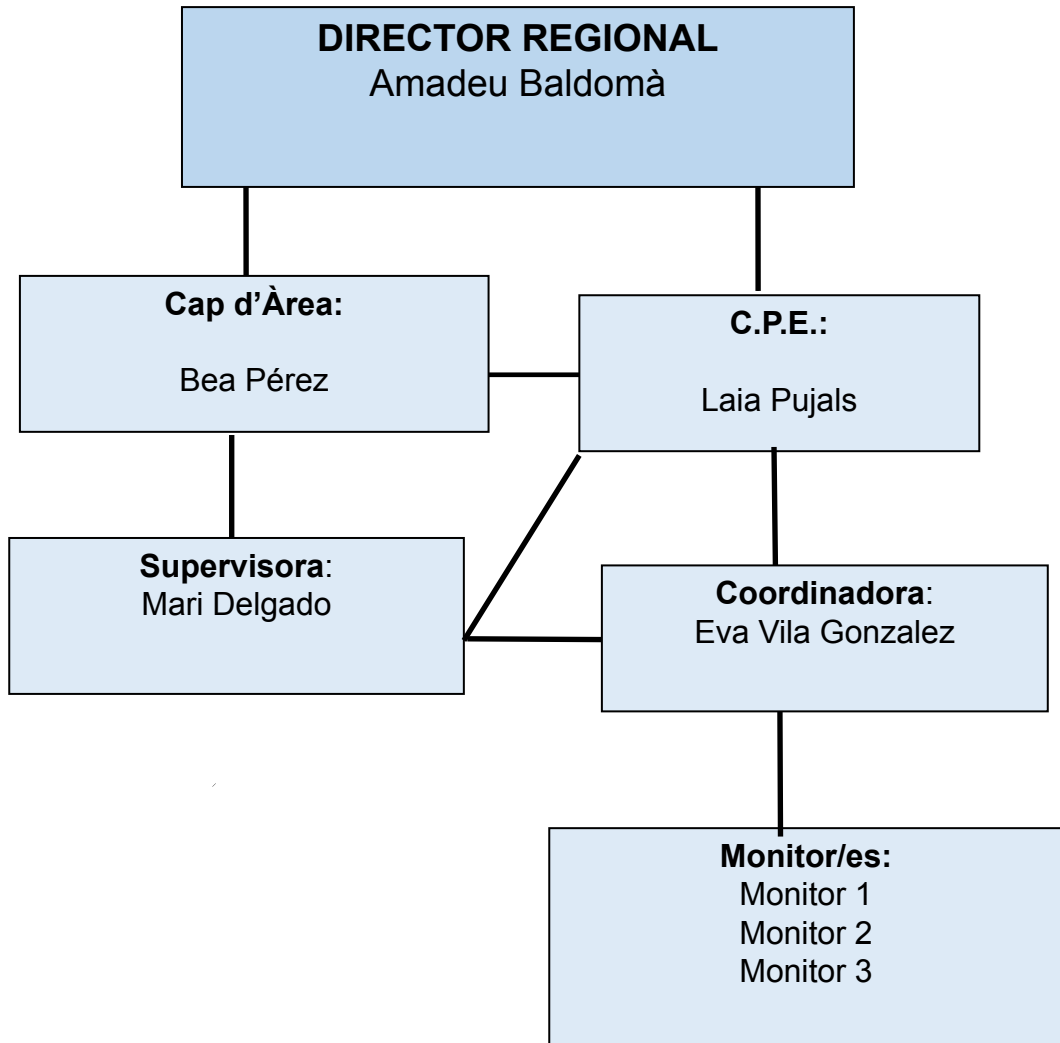 DIRECTOR REGIONAL
Amadeu Baldomà
Cap d’Àrea:
Bea Pérez
C.P.E.:
Laia Pujals
Supervisora:
Mari Delgado
Coordinadora:
Eva Vila Gonzalez
Monitor/es:
Monitor 1
Monitor 2
Monitor 3